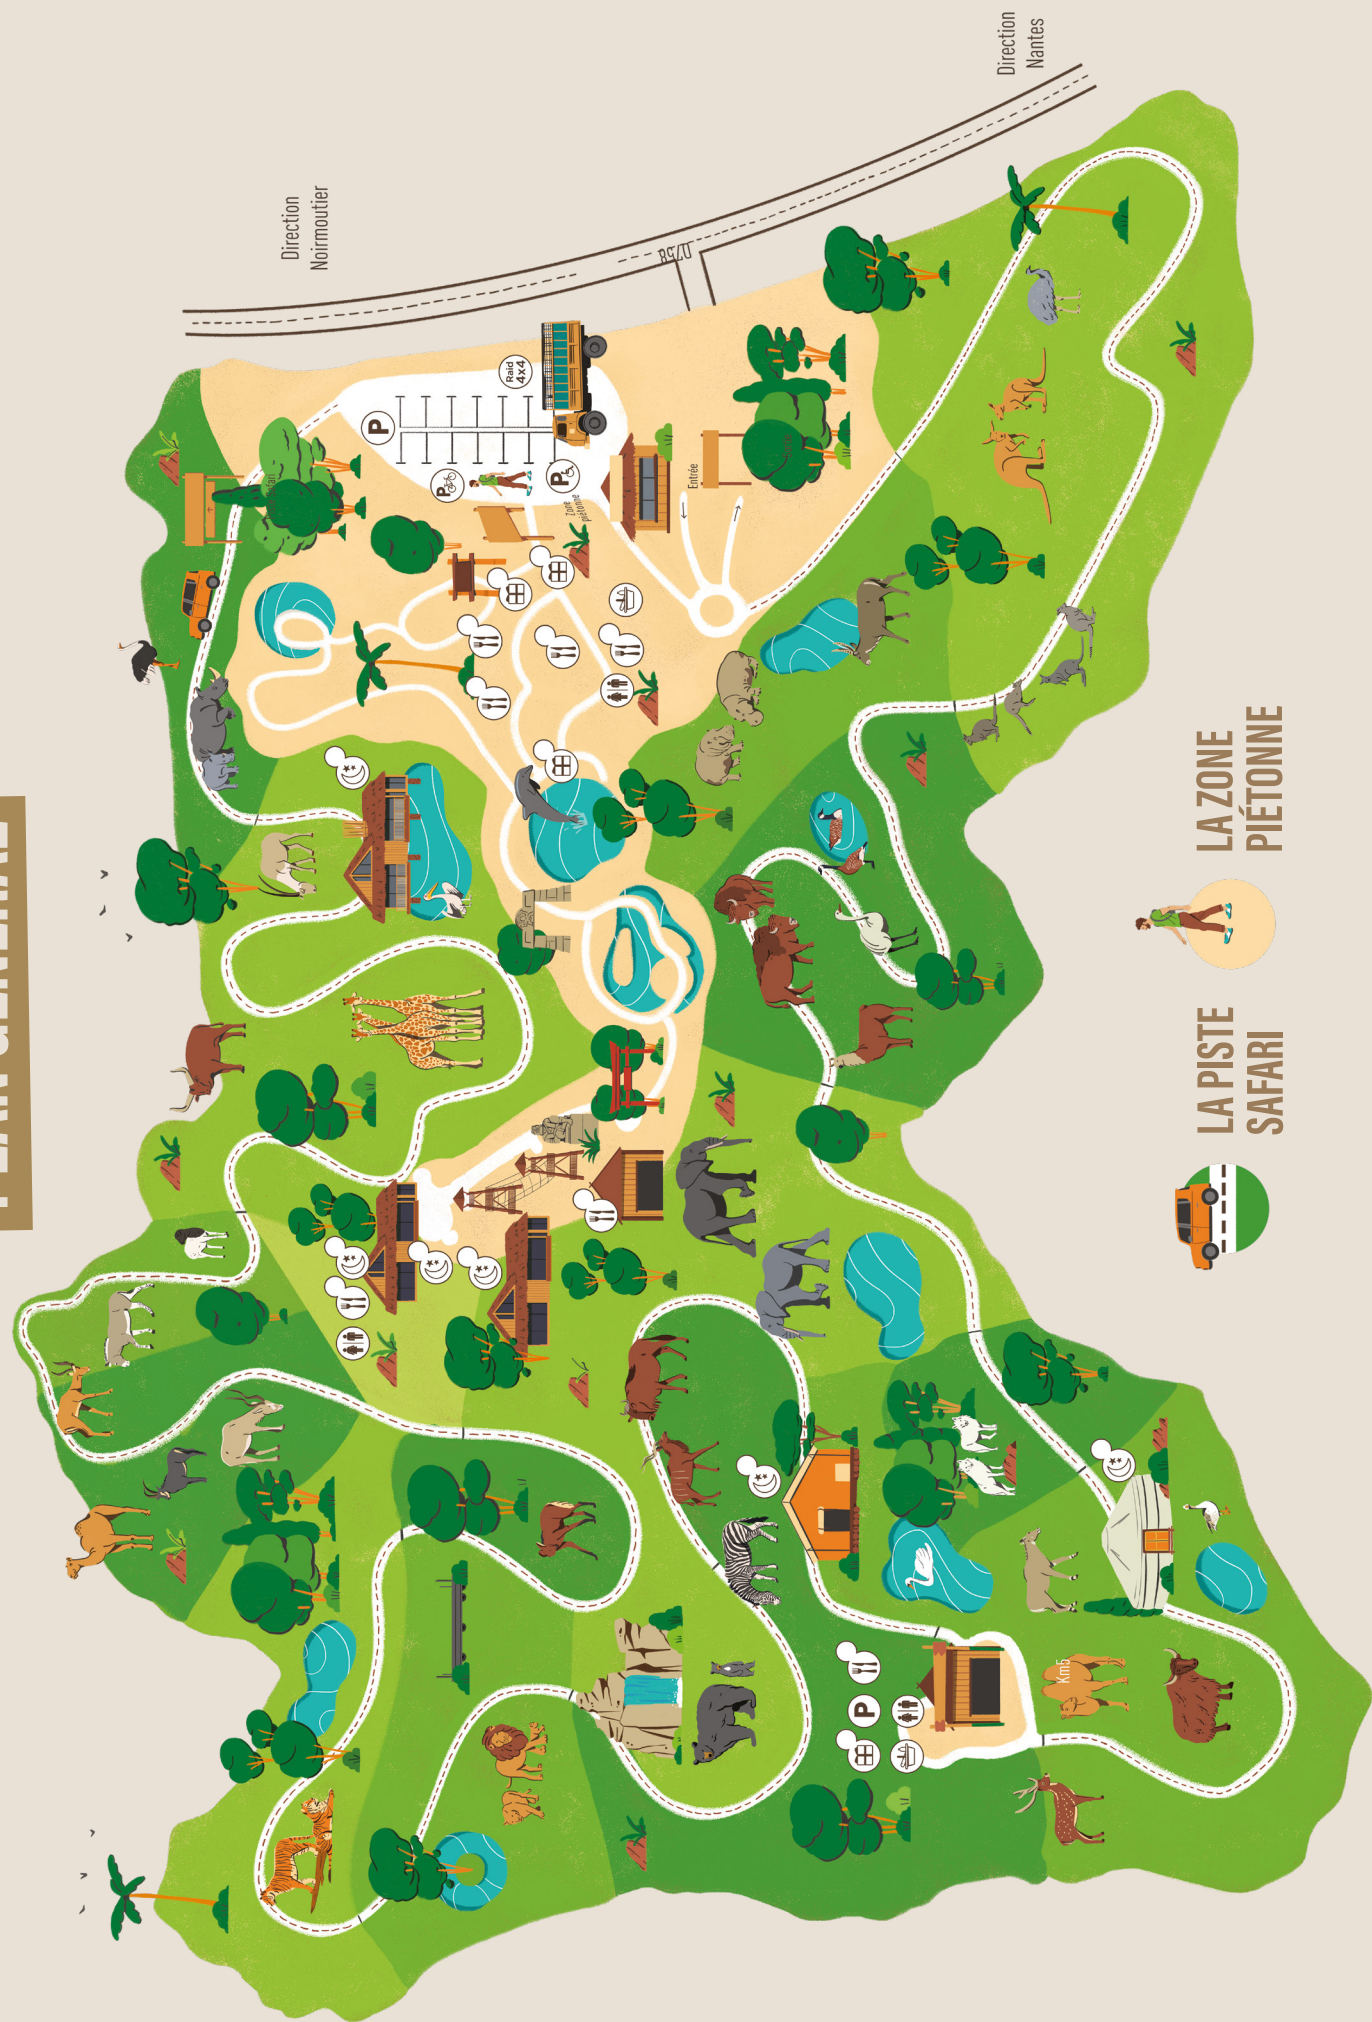 Direction
Nantes
Direction
Noirmoutier
D758
Raid
4x4
P
P
P
Entrée
Zone
piétonne
P
Km5
LA PISTE
SAFARI
LA ZONE
PIÉTONNE